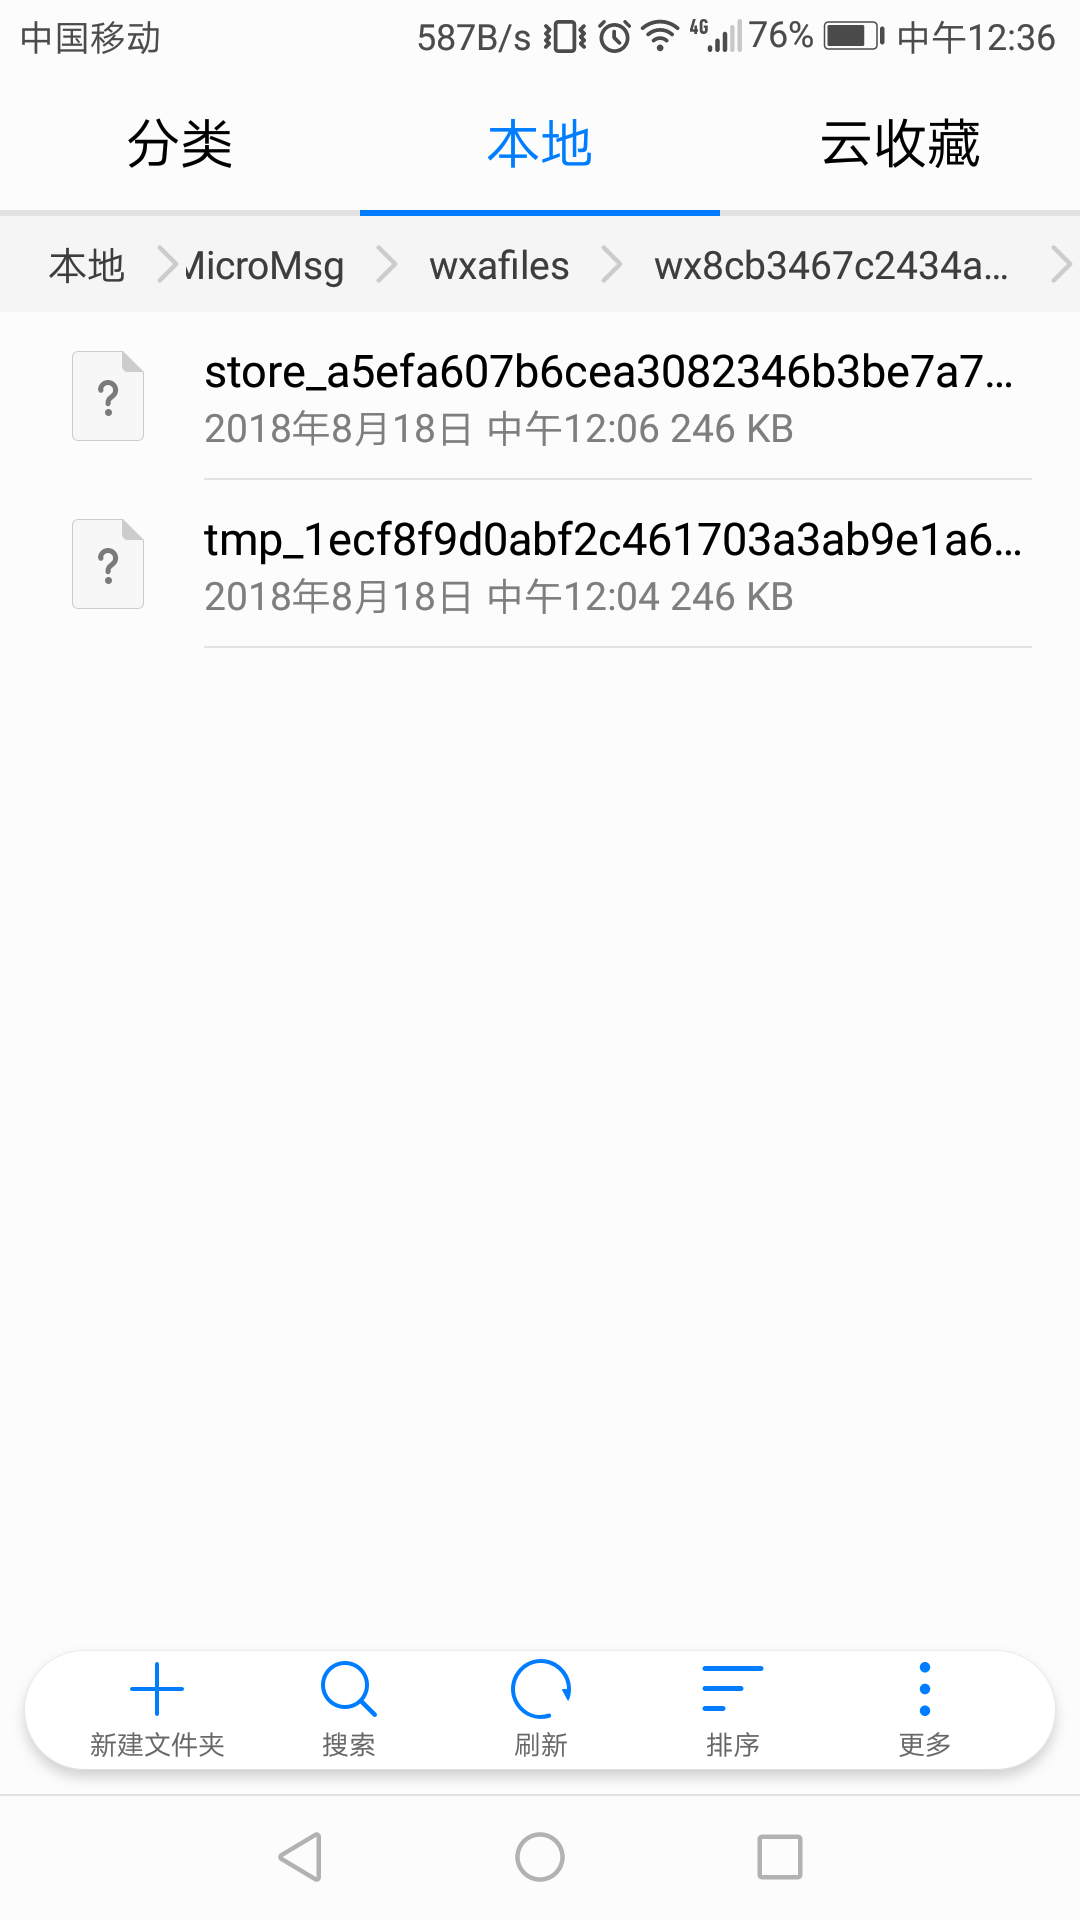 中国移动 587B/s 4G 76% 中午12:36
分类 本地 云收藏
本地 MicroMsg wxafiles wx8cb3467c2434a...
store_a5efa607b6cea3082346b3be7a7...
2018年8月18日 中午12:06 246 KB
tmp_1ecf8f9d0abf2c461703a3ab9e1a6...
2018年8月18日 中午12:04 246 KB
新建文件夹 搜索 刷新 排序 更多